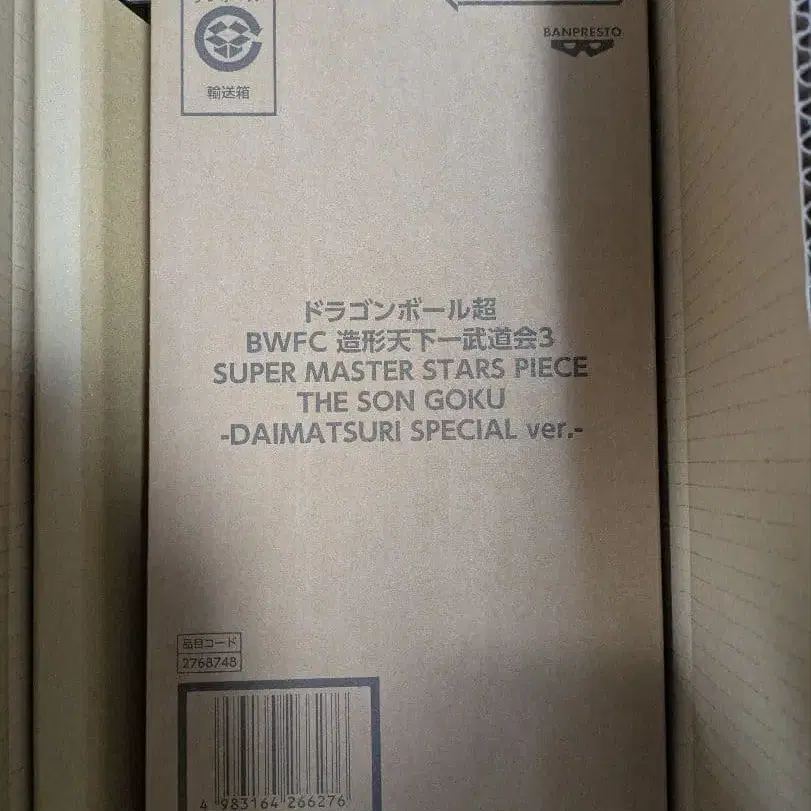 輸送箱
BANPRESTO
ドラゴンボール超
BWFC 造形天下一武道会3
SUPER MASTER STARS PIECE
THE SON GOKU
-DAIMATSURI SPECIAL ver.-
品目コード
2768748
4 983164 266276